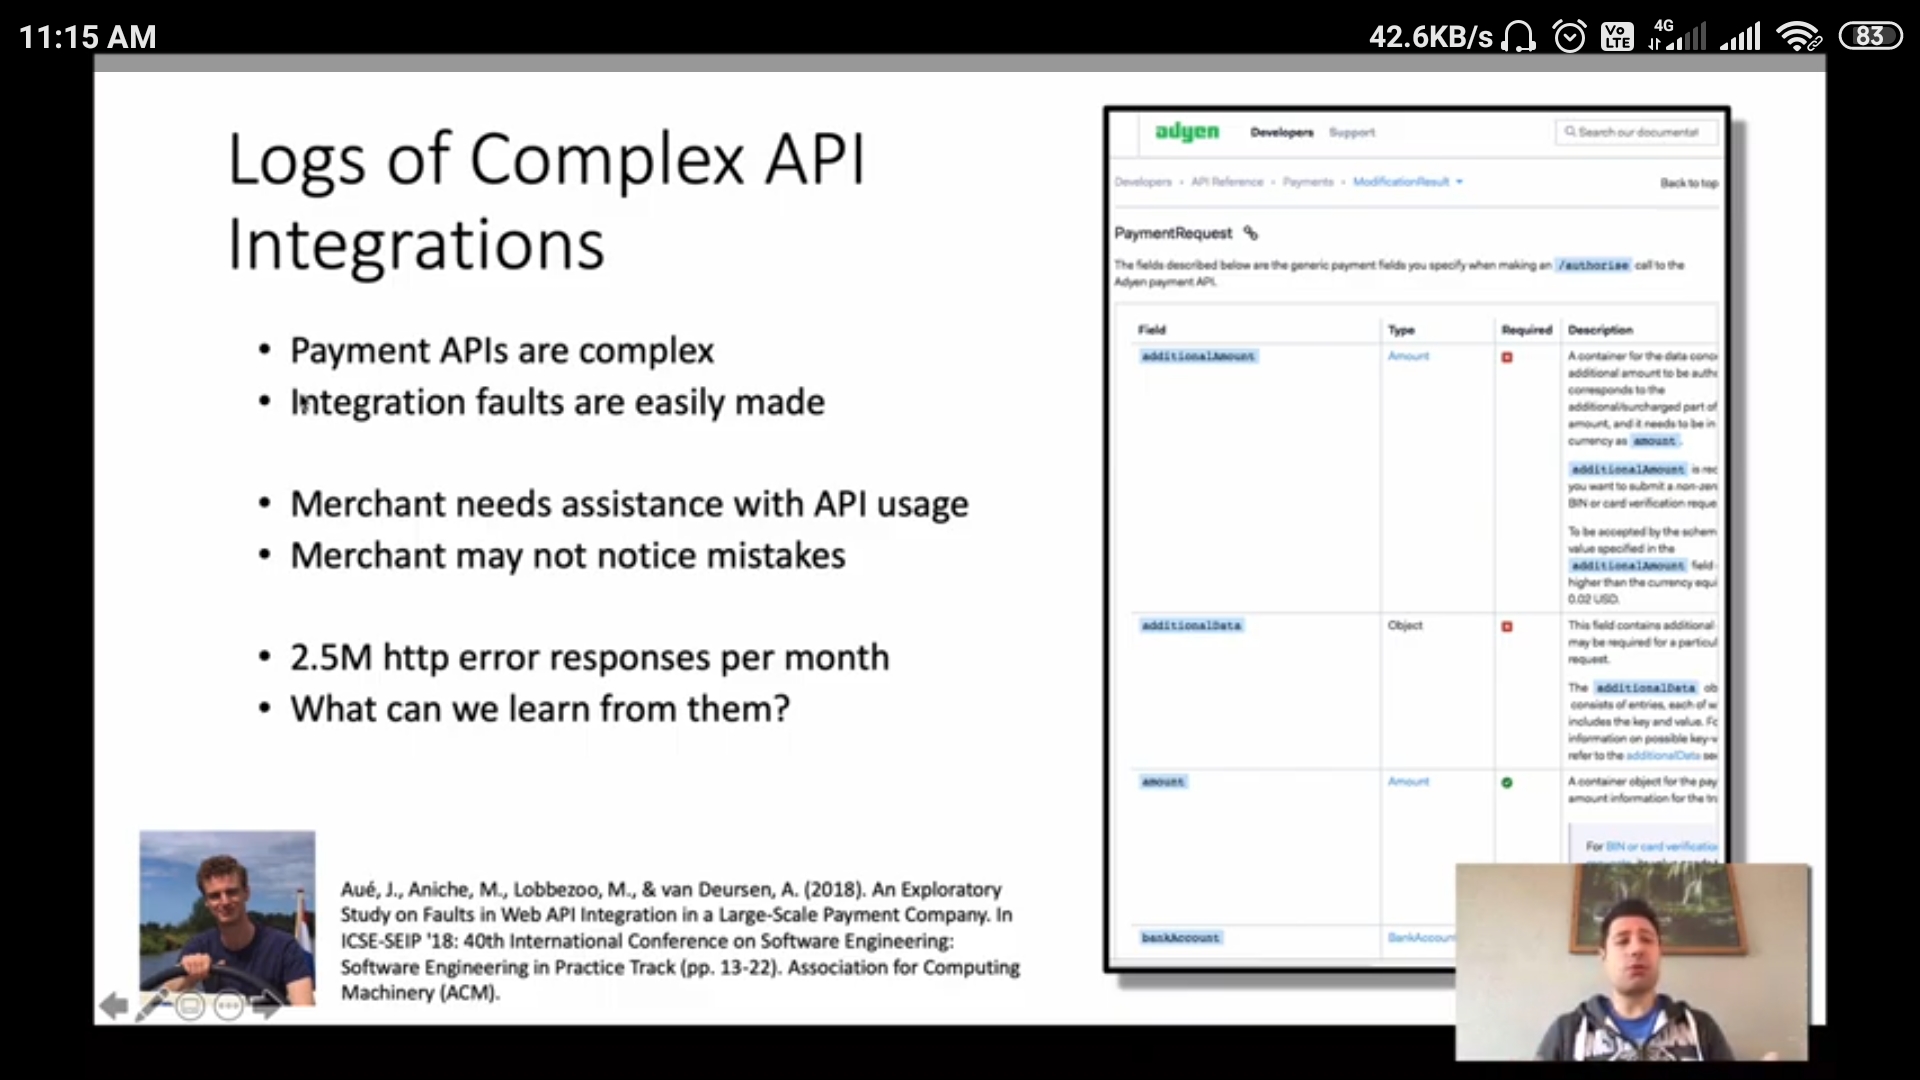 11:15 AM
42.6KB/s
Vo
LTE
4G
83
Logs of Complex API
Integrations
• Payment APIs are complex
• Integration faults are easily made
• Merchant needs assistance with API usage
• Merchant may not notice mistakes
• 2.5M http error responses per month
• What can we learn from them?
Aué, J., Aniche, M., Lobbezoo, M., & van Deursen, A. (2018). An Exploratory
Study on Faults in Web API Integration in a Large-Scale Payment Company. In
ICSE-SEIP '18: 40th International Conference on Software Engineering:
Software Engineering in Practice Track (pp. 13-22). Association for Computing
Machinery (ACM).
adyen Developers Support
Search our documentat
Developers • API Reference • Payments • ModificationResult
Back to top
PaymentRequest
The fields described below are the generic payment fields you specify when making an /authorise call to the
Adyen payment API.
Field Type Required Description
additionalAmount Amount A container for the data conc
additional amount to be auth
corresponds to the
additional/surcharged part of
amount, and it needs to be in
currency as amount.
additionalAmount is rec
you want to submit a non-zer
BIN or card verification reque
To be accepted by the schem
value specified in the
additionalAmount field
higher than the currency equi
0.02 USD.
additionalData Object This field contains additional
may be required for a particul
request.
The additionalData ob
consists of entries, each of w
includes the key and value. Fo
information on possible key-v
refer to the additionalData sec
amount Amount A container object for the pay
amount information for the tr
For BIN or card verificatio
bankAccount BankAccoun